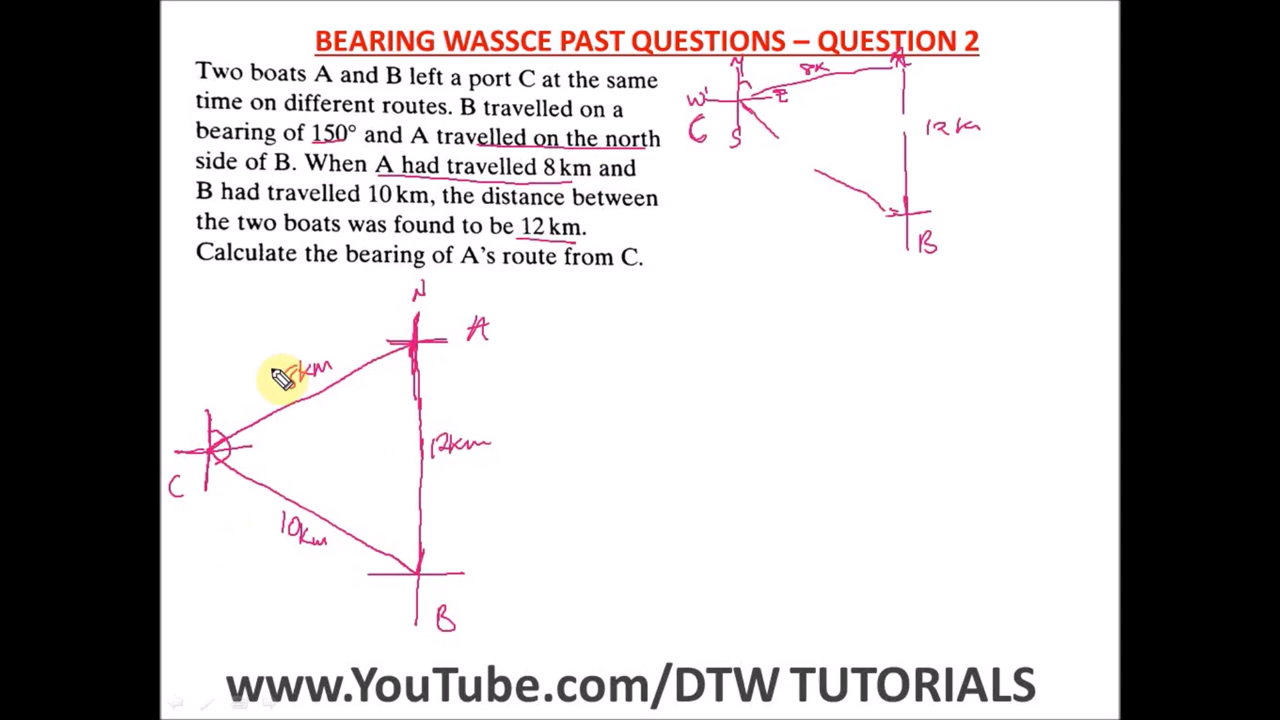 BEARING WASSCE PAST QUESTIONS – QUESTION 2
Two boats A and B left a port C at the same
time on different routes. B travelled on a
bearing of 150° and A travelled on the north
side of B. When A had travelled 8 km and
B had travelled 10 km, the distance between
the two boats was found to be 12 km.
Calculate the bearing of A's route from C.
N
8K
A
W
E
C
S
12 km
B
N
A
8km
12km
C
10km
B
www.YouTube.com/DTW TUTORIALS